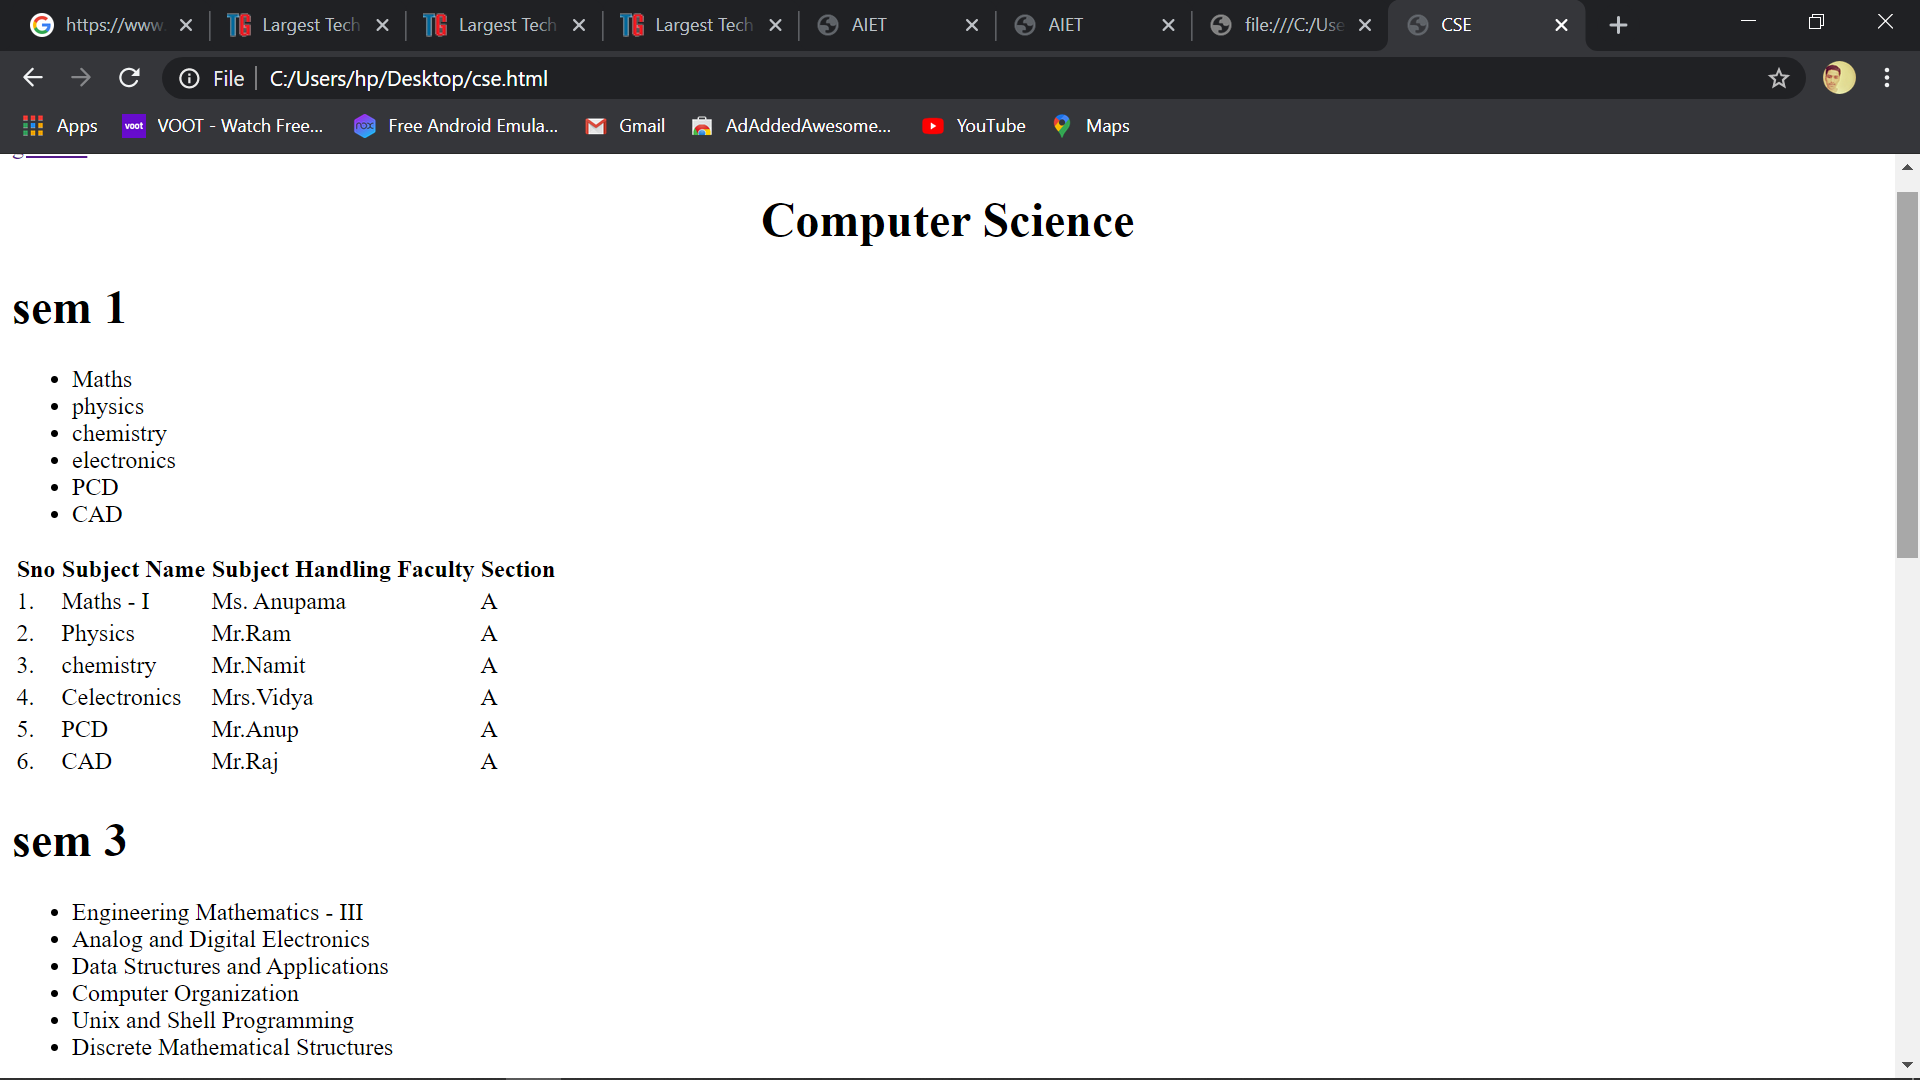 https://www. Largest Tech Largest Tech Largest Tech AIET AIET file:///C:/Use CSE
File C:/Users/hp/Desktop/cse.html
Apps voot VOOT - Watch Free... nox Free Android Emula... Gmail AdAddedAwesome... YouTube Maps
Computer Science
sem 1
• Maths
• physics
• chemistry
• electronics
• PCD
• CAD
Sno Subject Name Subject Handling Faculty Section
1. Maths - I Ms. Anupama A
2. Physics Mr.Ram A
3. chemistry Mr.Namit A
4. Celectronics Mrs.Vidya A
5. PCD Mr.Anup A
6. CAD Mr.Raj A
sem 3
• Engineering Mathematics - III
• Analog and Digital Electronics
• Data Structures and Applications
• Computer Organization
• Unix and Shell Programming
• Discrete Mathematical Structures